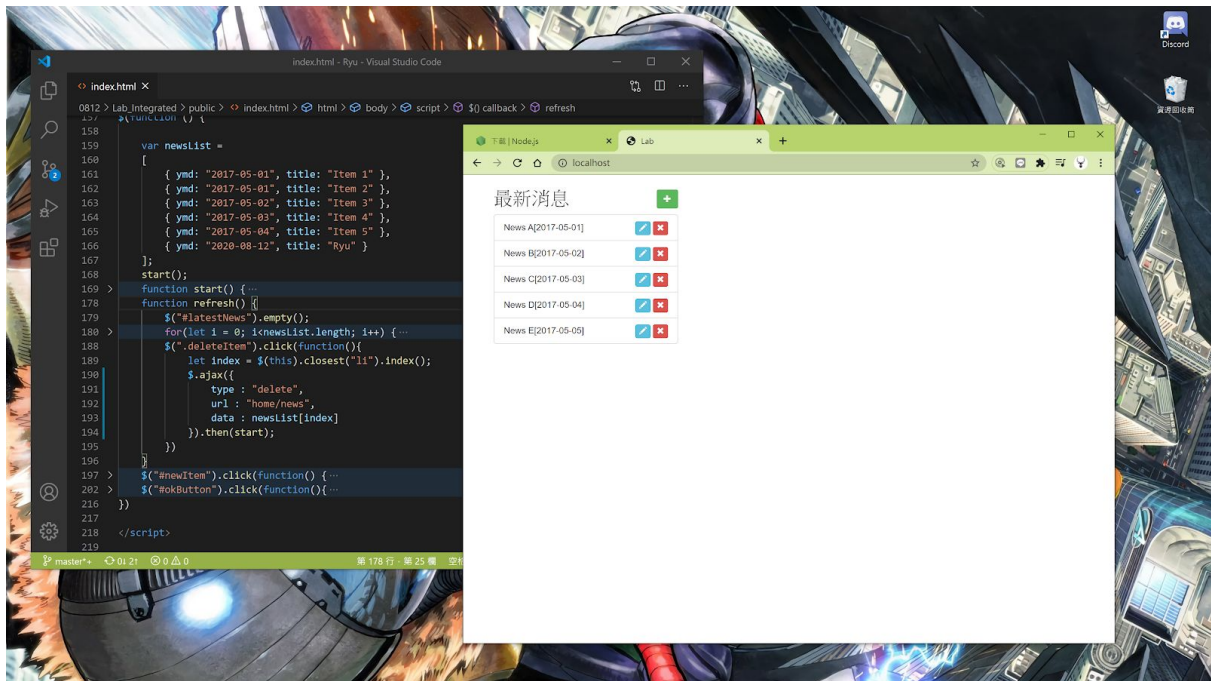 Discord
資源回收筒
index.html - Ryu - Visual Studio Code
index.html
0812 > Lab_Integrated > public > index.html > html > body > script > $() callback > refresh
157 $(function () {
158
159 var newsList =
160 [
161 { ymd: "2017-05-01", title: "Item 1" },
162 { ymd: "2017-05-01", title: "Item 2" },
163 { ymd: "2017-05-02", title: "Item 3" },
164 { ymd: "2017-05-03", title: "Item 4" },
165 { ymd: "2017-05-04", title: "Item 5" },
166 { ymd: "2020-08-12", title: "Ryu" }
167 ];
168 start();
169 > function start() { …
178 function refresh() {
179 $("#latestNews").empty();
180 > for(let i = 0; i<newsList.length; i++) { …
188 $(".deleteItem").click(function(){
189 let index = $(this).closest("li").index();
190 $.ajax({
191 type : "delete",
192 url : "home/news",
193 data : newsList[index]
194 }).then(start);
195 })
196 }
197 > $("#newItem").click(function() { …
202 > $("#okButton").click(function(){ …
216 })
217
218 </script>
219
2
master*+ 0↓ 2↑ 0 0 第 178 行,第 25 欄
下載 | Node.js
Lab
localhost
最新消息
News A[2017-05-01]
News B[2017-05-02]
News C[2017-05-03]
News D[2017-05-04]
News E[2017-05-05]